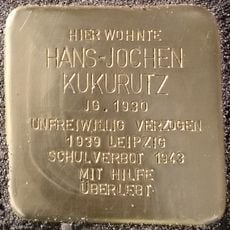 HIER WOHNTE
HANS-JOCHEN
KUKURUTZ
JG. 1930
UNFREIWILLIG VERZOGEN
1939 LEIPZIG
SCHULVERBOT 1943
MIT HILFE
ÜBERLEBT